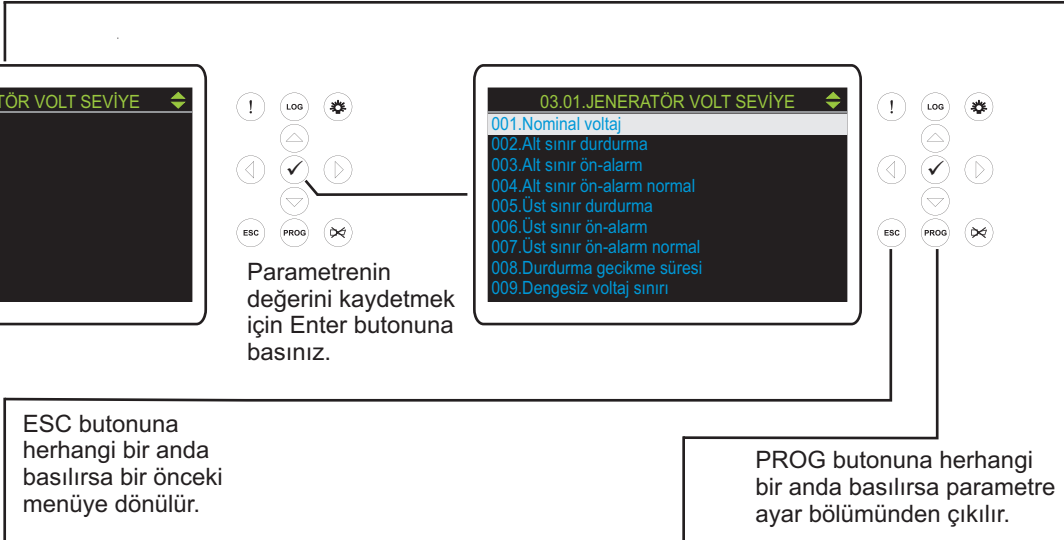 TÖR VOLT SEVİYE
!
LOG
ESC
PROG
Parametrenin
değerini kaydetmek
için Enter butonuna
basınız.
03.01.JENERATÖR VOLT SEVİYE
001.Nominal voltaj
002.Alt sınır durdurma
003.Alt sınır ön-alarm
004.Alt sınır ön-alarm normal
005.Üst sınır durdurma
006.Üst sınır ön-alarm
007.Üst sınır ön-alarm normal
008.Durdurma gecikme süresi
009.Dengesiz voltaj sınırı
!
LOG
ESC
PROG
ESC butonuna
herhangi bir anda
basılırsa bir önceki
menüye dönülür.
PROG butonuna herhangi
bir anda basılırsa parametre
ayar bölümünden çıkılır.